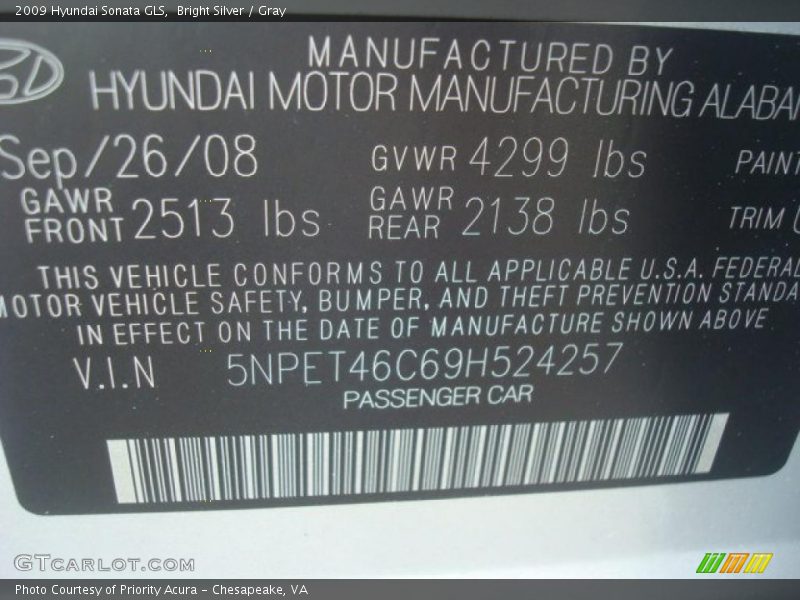 2009 Hyundai Sonata GLS,  Bright Silver / Gray
MANUFACTURED BY
HYUNDAI MOTOR MANUFACTURING ALABAM
Sep/26/08 GVWR 4299 lbs PAINT
GAWR FRONT 2513 lbs GAWR REAR 2138 lbs TRIM
THIS VEHICLE CONFORMS TO ALL APPLICABLE U.S.A. FEDERAL
MOTOR VEHICLE SAFETY, BUMPER, AND THEFT PREVENTION STANDA
IN EFFECT ON THE DATE OF MANUFACTURE SHOWN ABOVE
V.I.N 5NPET46C69H524257
PASSENGER CAR
GTCARLOT.COM
Photo Courtesy of Priority Acura – Chesapeake, VA